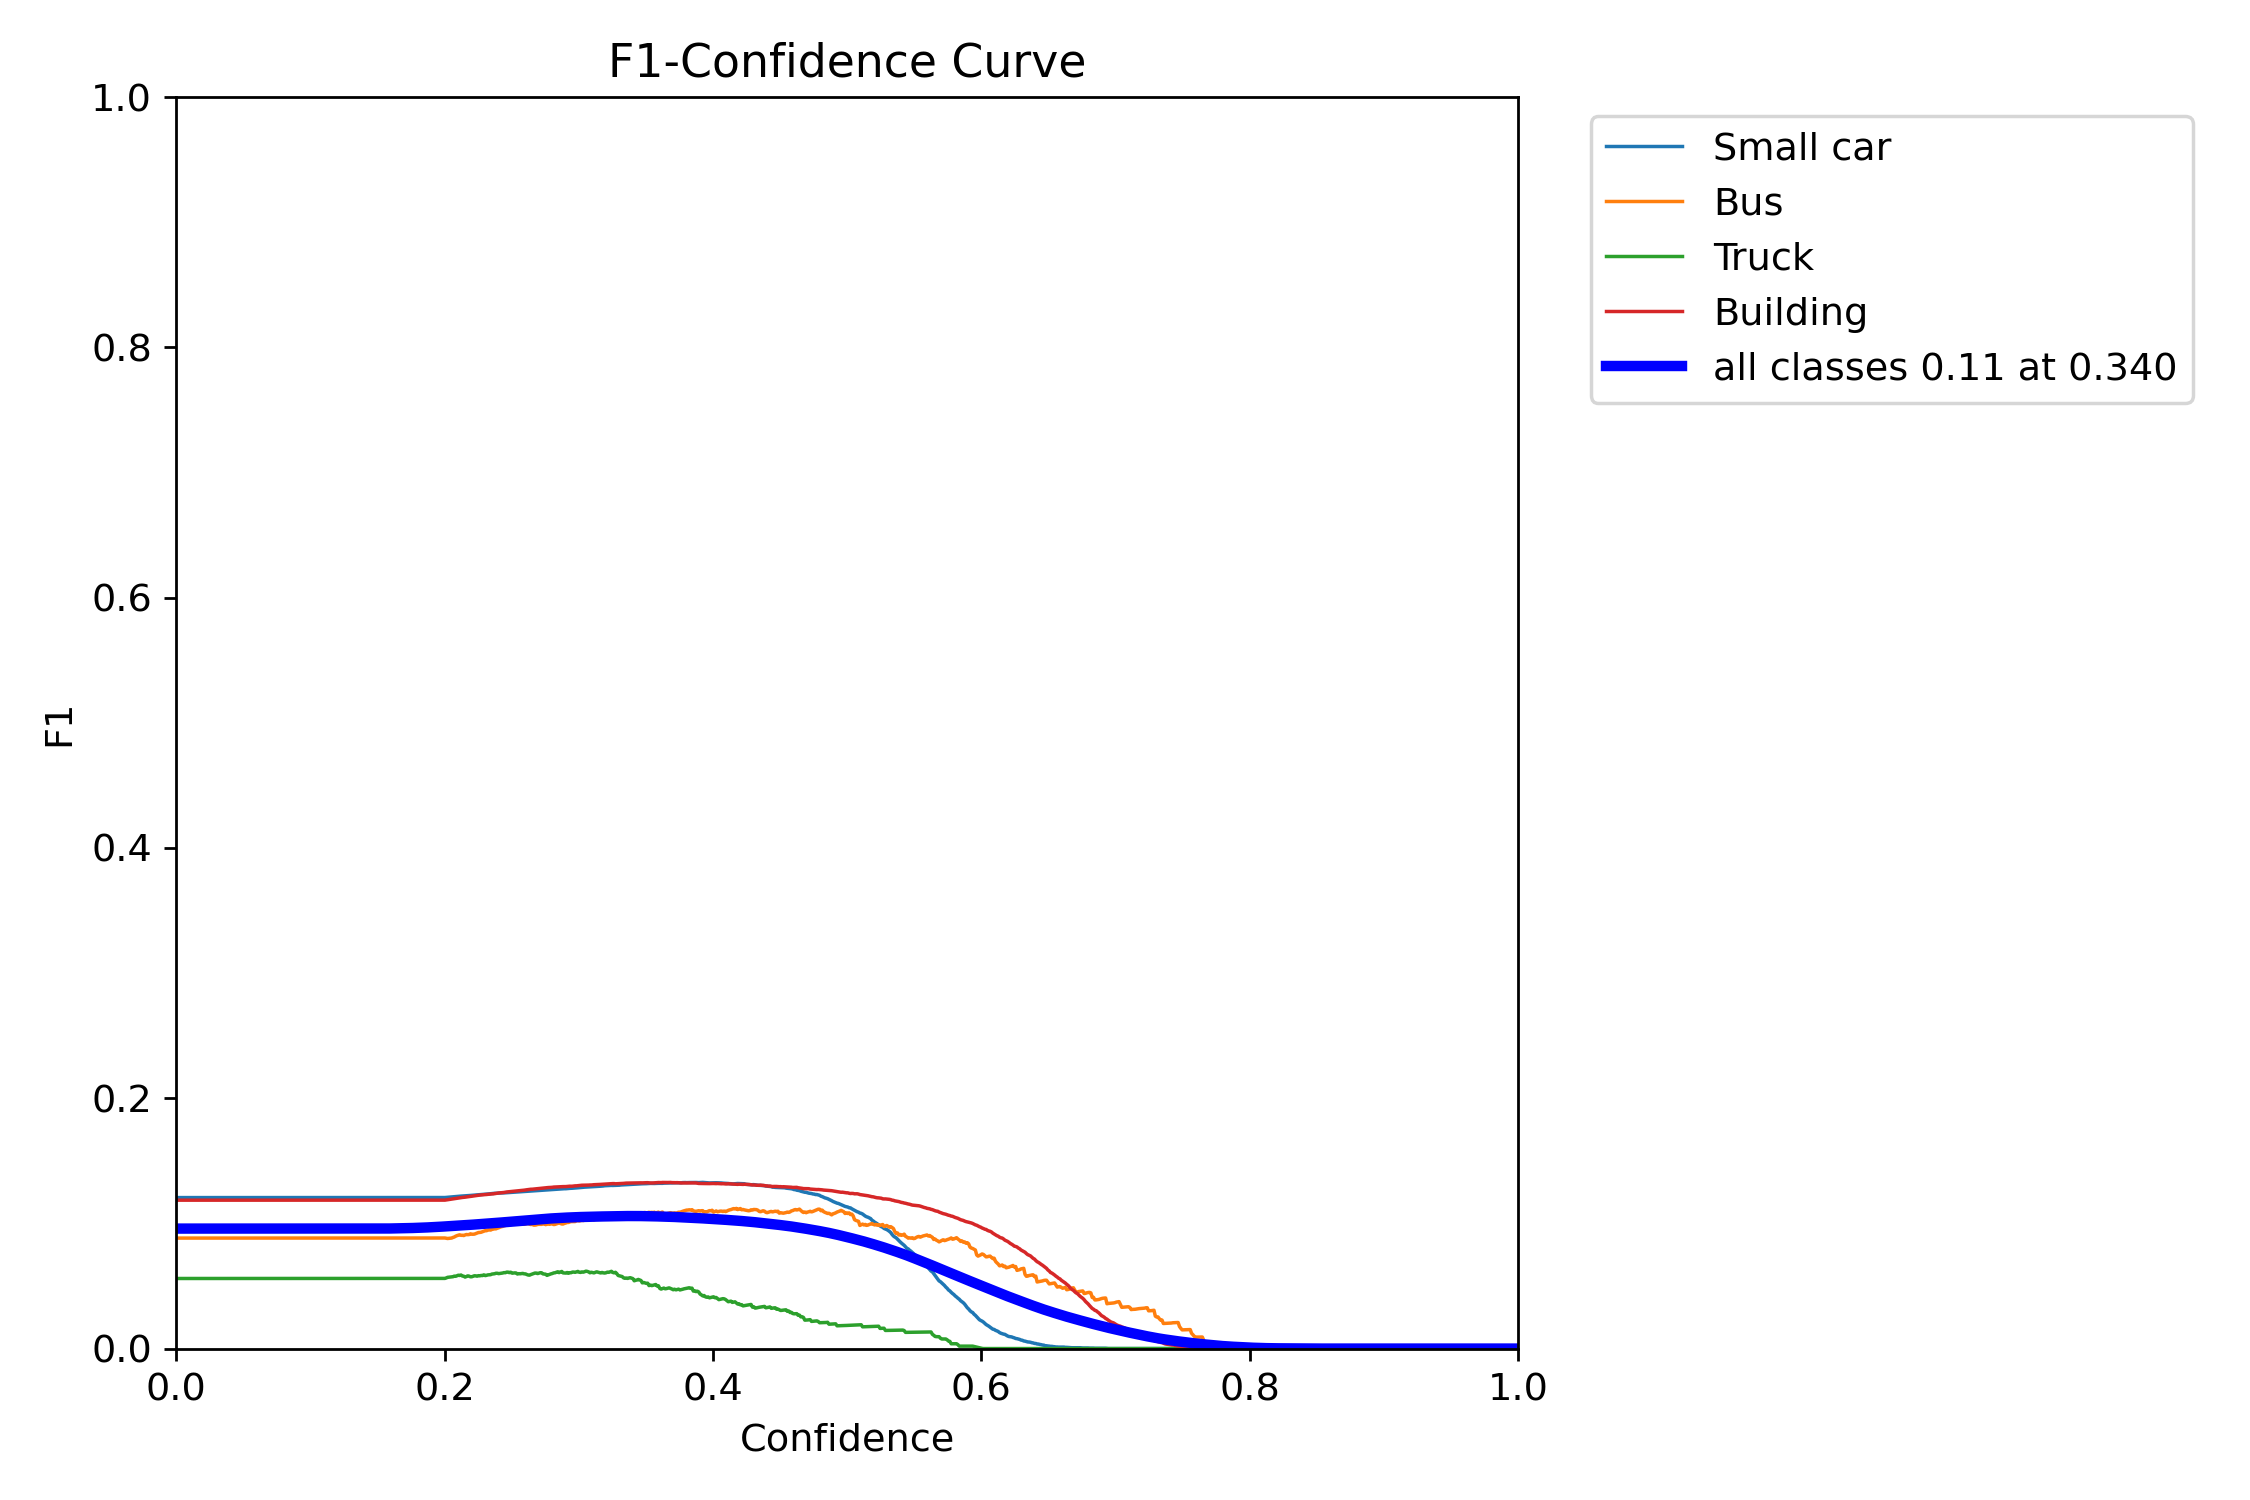 F1-Confidence Curve
1.0
0.8
0.6
0.4
0.2
0.0
F1
0.0 0.2 0.4 0.6 0.8 1.0
Confidence
Small car
Bus
Truck
Building
all classes 0.11 at 0.340